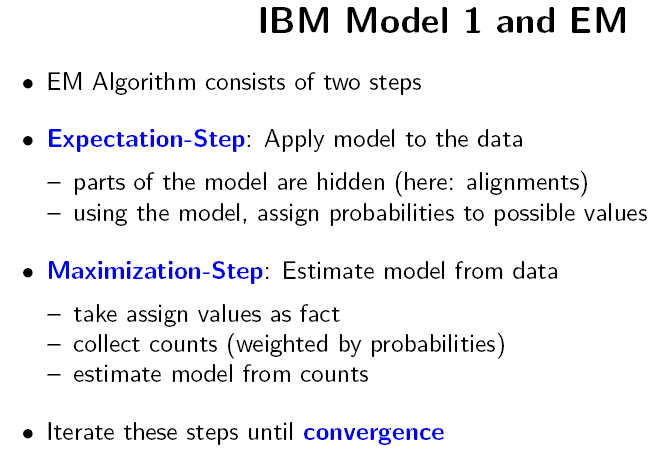 IBM Model 1 and EM
• EM Algorithm consists of two steps
• Expectation-Step: Apply model to the data
– parts of the model are hidden (here: alignments)
– using the model, assign probabilities to possible values
• Maximization-Step: Estimate model from data
– take assign values as fact
– collect counts (weighted by probabilities)
– estimate model from counts
• Iterate these steps until convergence